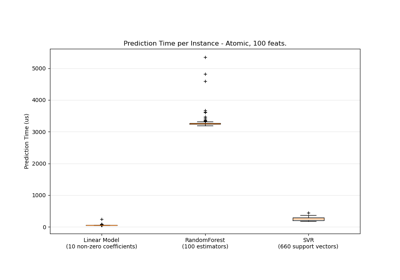 Prediction Time per Instance - Atomic, 100 feats.
Prediction Time (us)
5000
4000
3000
2000
1000
0
Linear Model
(10 non-zero coefficients)
RandomForest
(100 estimators)
SVR
(660 support vectors)